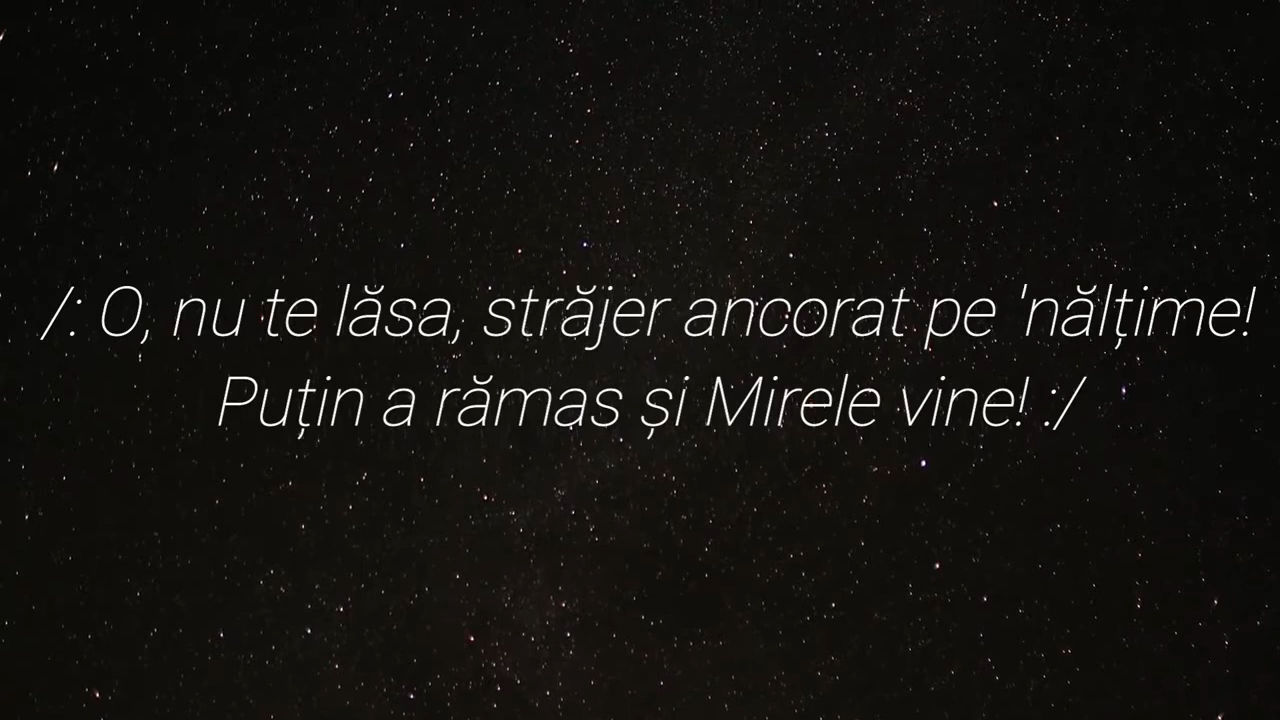 /: O, nu te lăsa, străjer ancorat pe 'nălțime!
Puțin a rămas și Mirele vine! :/